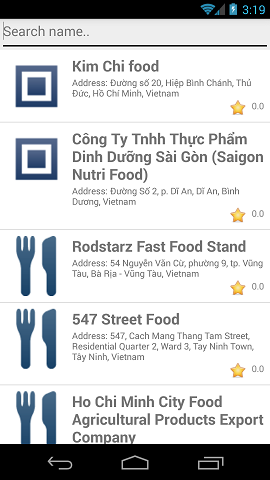 3:19
Search name..
Kim Chi food
Address: Đường số 20, Hiệp Bình Chánh, Thủ
Đức, Hồ Chí Minh, Vietnam
0.0
Công Ty Tnhh Thực Phẩm
Dinh Dưỡng Sài Gòn (Saigon
Nutri Food)
Address: Đường Số 2, p. Dĩ An, Dĩ An, Bình
Dương, Vietnam
0.0
Rodstarz Fast Food Stand
Address: 54 Nguyễn Văn Cừ, phường 9, tp. Vũng
Tàu, Bà Rịa - Vũng Tàu, Vietnam
0.0
547 Street Food
Address: 547, Cach Mang Thang Tam Street,
Residential Quarter 2, Ward 3, Tay Ninh Town,
Tây Ninh, Vietnam
0.0
Ho Chi Minh City Food
Agricultural Products Export
Company